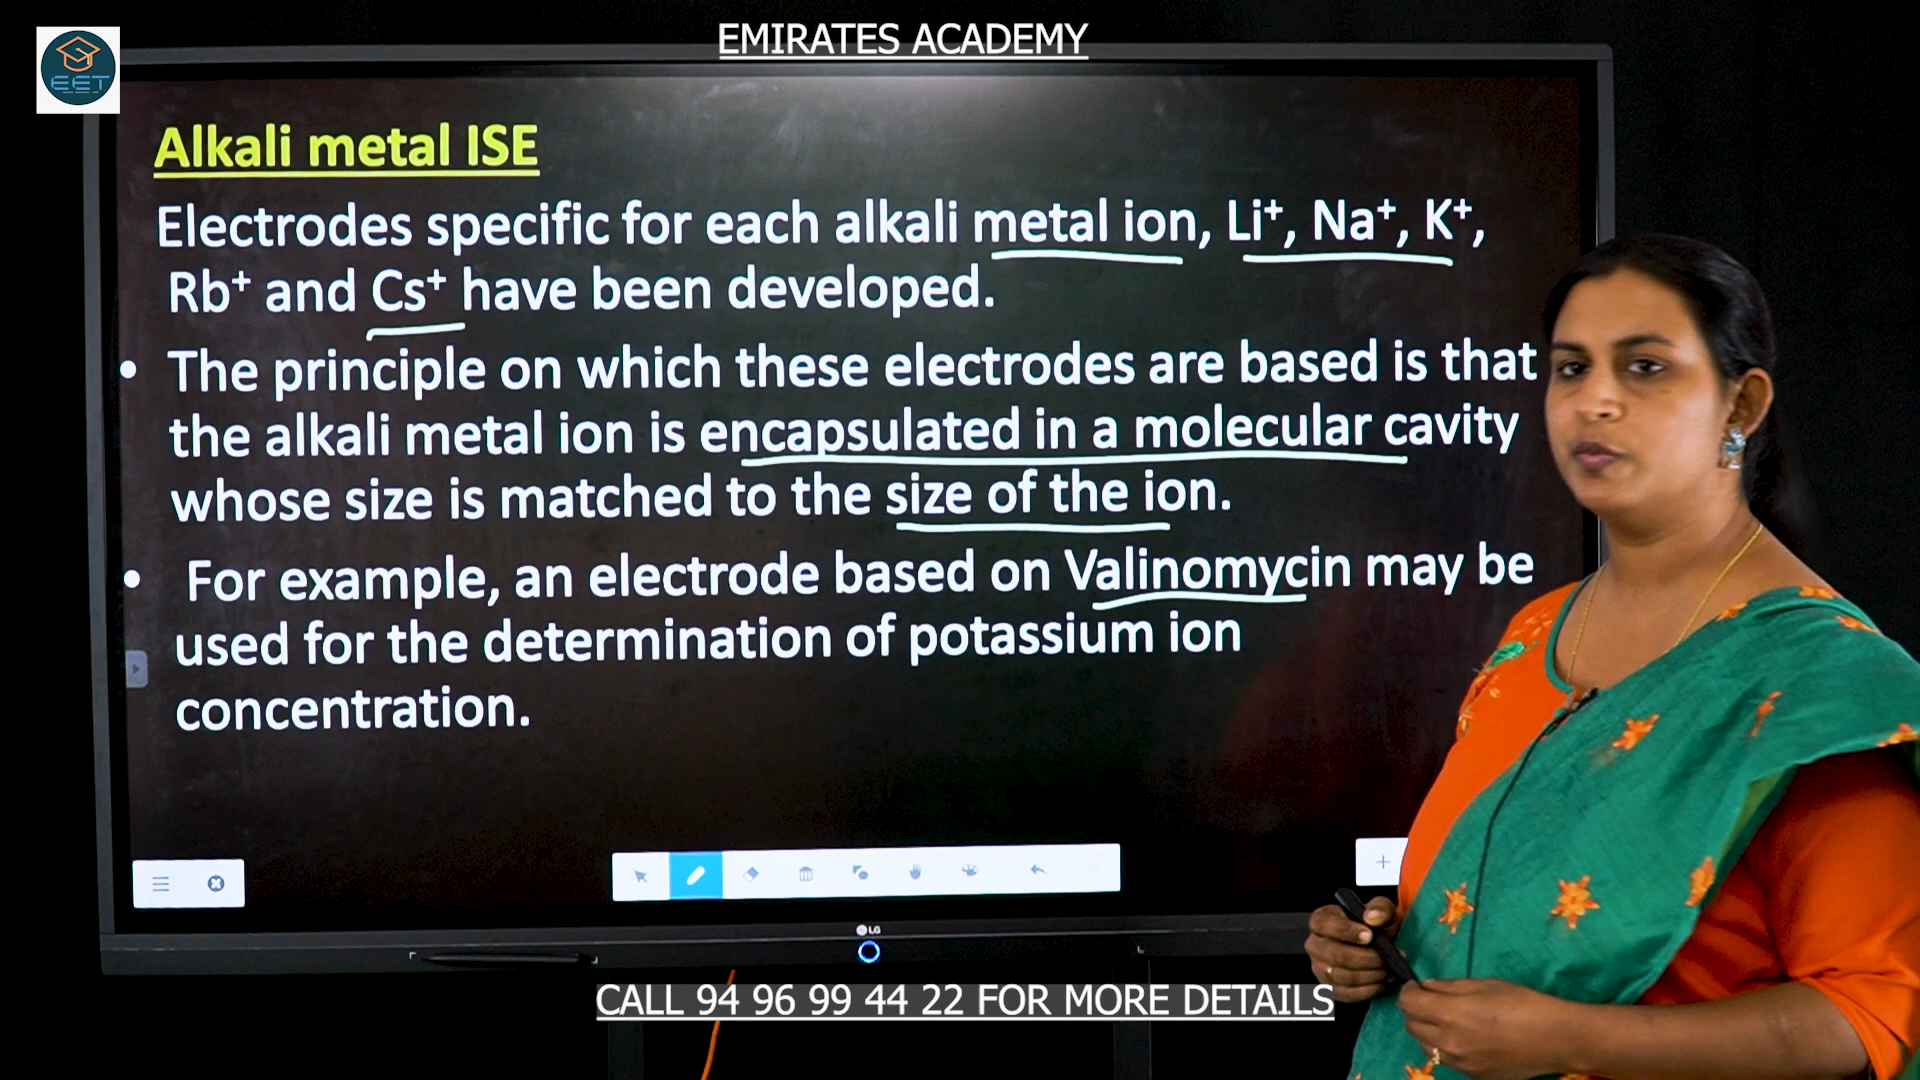 EMIRATES ACADEMY
EET
Alkali metal ISE
Electrodes specific for each alkali metal ion, Li⁺, Na⁺, K⁺,
Rb⁺ and Cs⁺ have been developed.
• The principle on which these electrodes are based is that
the alkali metal ion is encapsulated in a molecular cavity
whose size is matched to the size of the ion.
• For example, an electrode based on Valinomycin may be
used for the determination of potassium ion
concentration.
LG
CALL 94 96 99 44 22 FOR MORE DETAILS